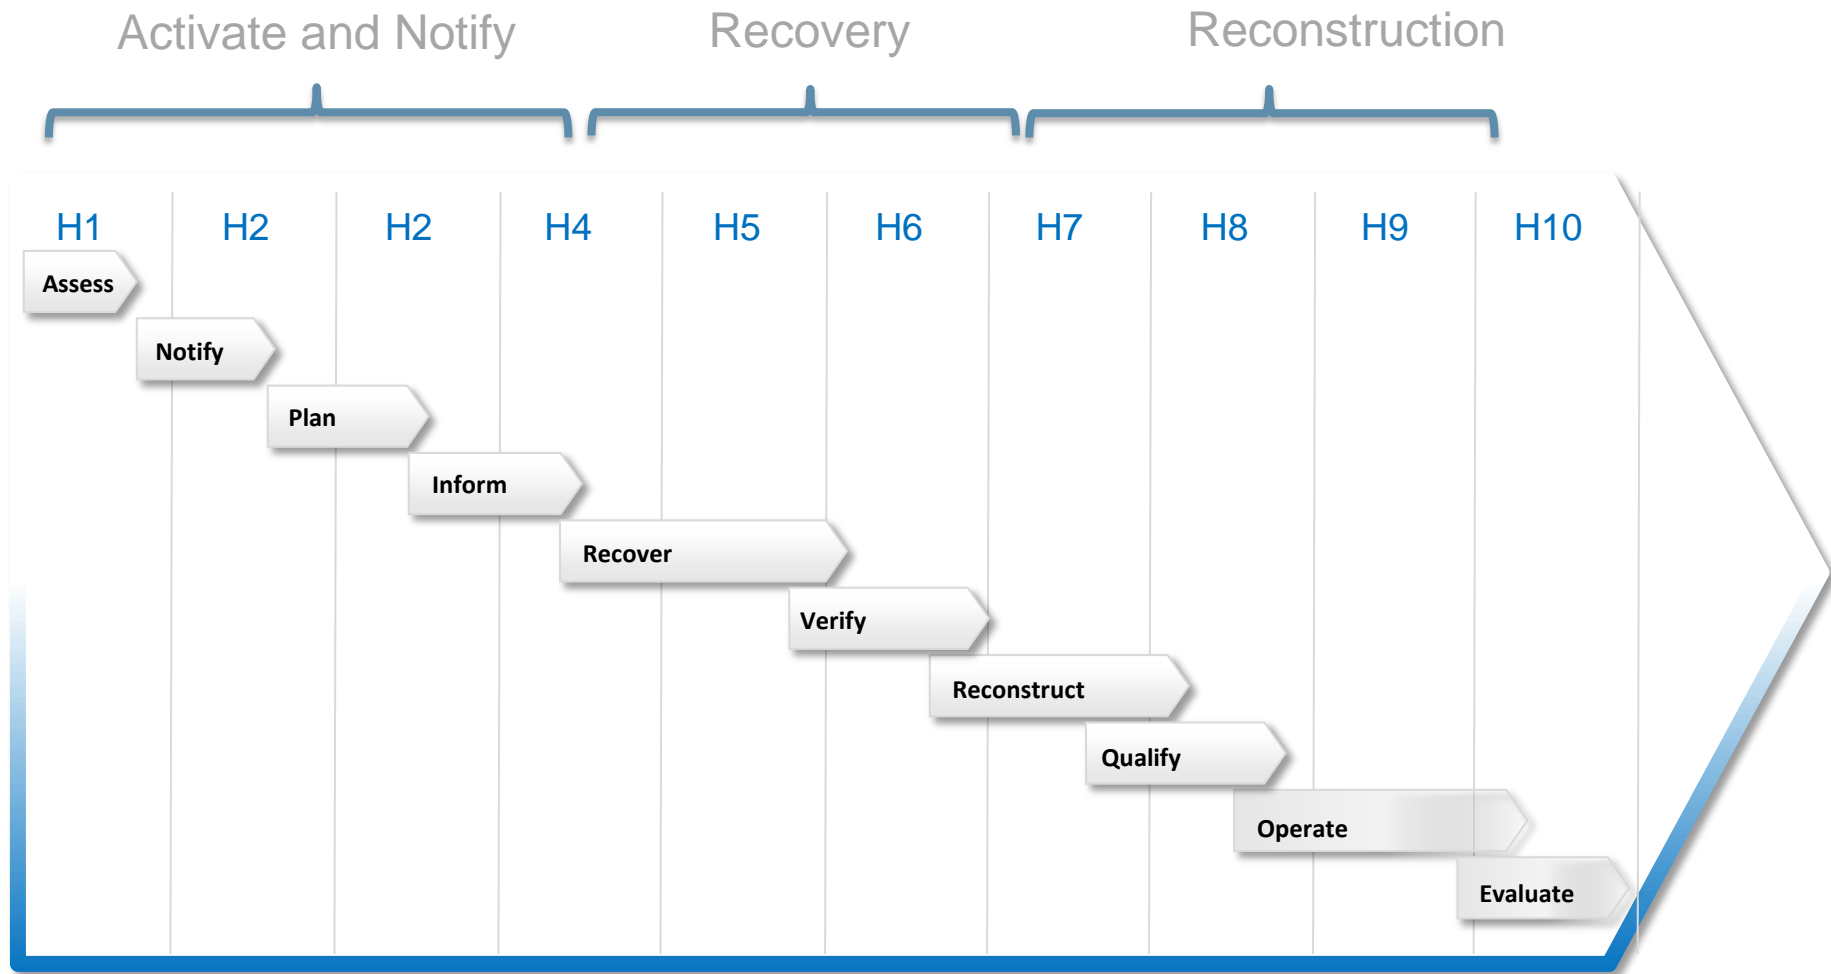 Activate and Notify
Recovery
Reconstruction
H1 H2 H2 H4 H5 H6 H7 H8 H9 H10
Assess
Notify
Plan
Inform
Recover
Verify
Reconstruct
Qualify
Operate
Evaluate